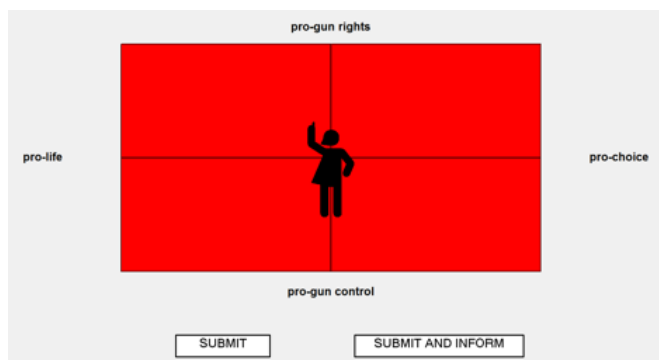 pro-gun rights
pro-life
pro-choice
pro-gun control
SUBMIT
SUBMIT AND INFORM